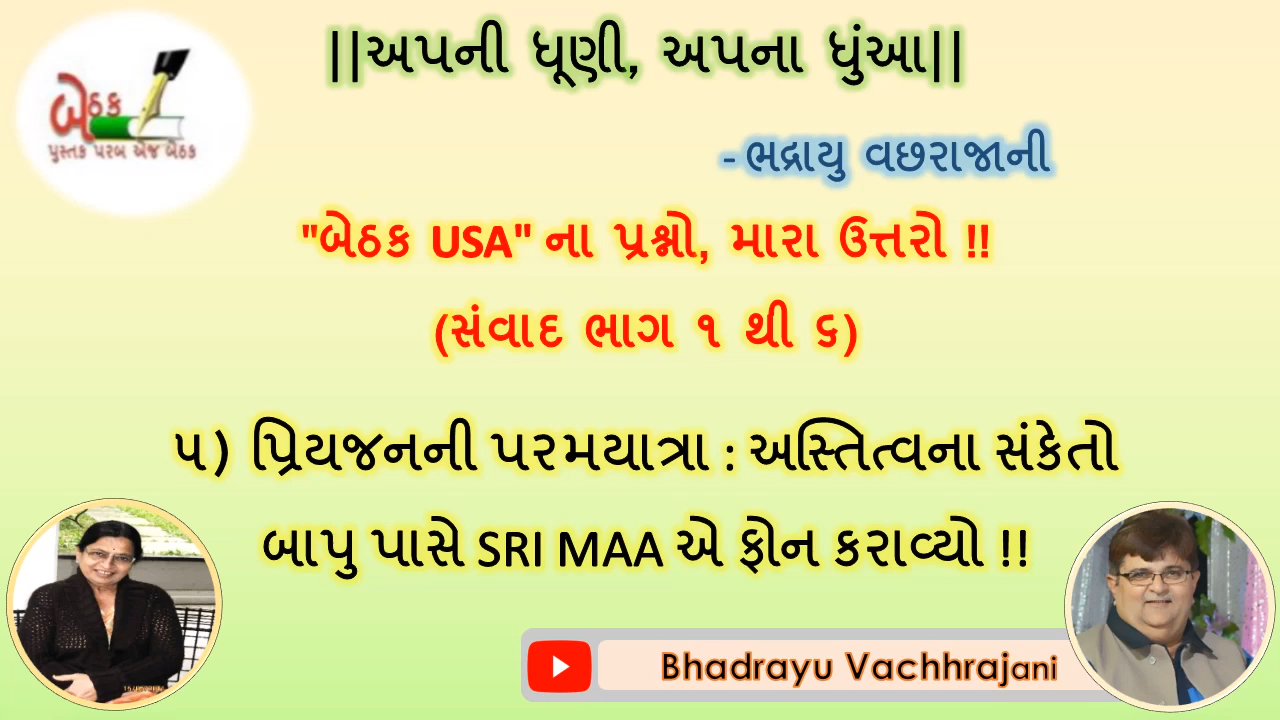 બેઠક
પુસ્તક પરબ એજ બેઠક
||અપની ધૂણી, અપના ધુંઆ||
- ભદ્રાયુ વછરાજાની
"બેઠક USA" ના પ્રશ્નો, મારા ઉત્તરો !!
(સંવાદ ભાગ ૧ થી ૬)
૫) પ્રિયજનની પરમયાત્રા : અસ્તિત્વના સંકેતો
બાપુ પાસે SRI MAA એ ફોન કરાવ્યો !!
Bhadrayu Vachhrajani